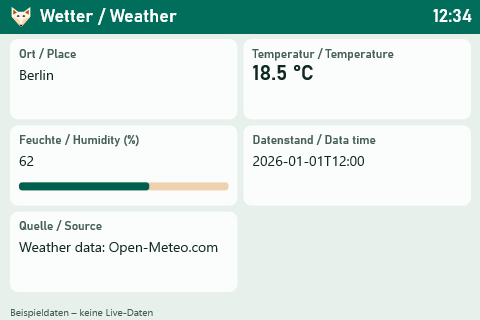 Wetter / Weather
12:34
Ort / Place
Berlin
Temperatur / Temperature
18.5 °C
Feuchte / Humidity (%)
62
Datenstand / Data time
2026-01-01T12:00
Quelle / Source
Weather data: Open-Meteo.com
Beispieldaten – keine Live-Daten